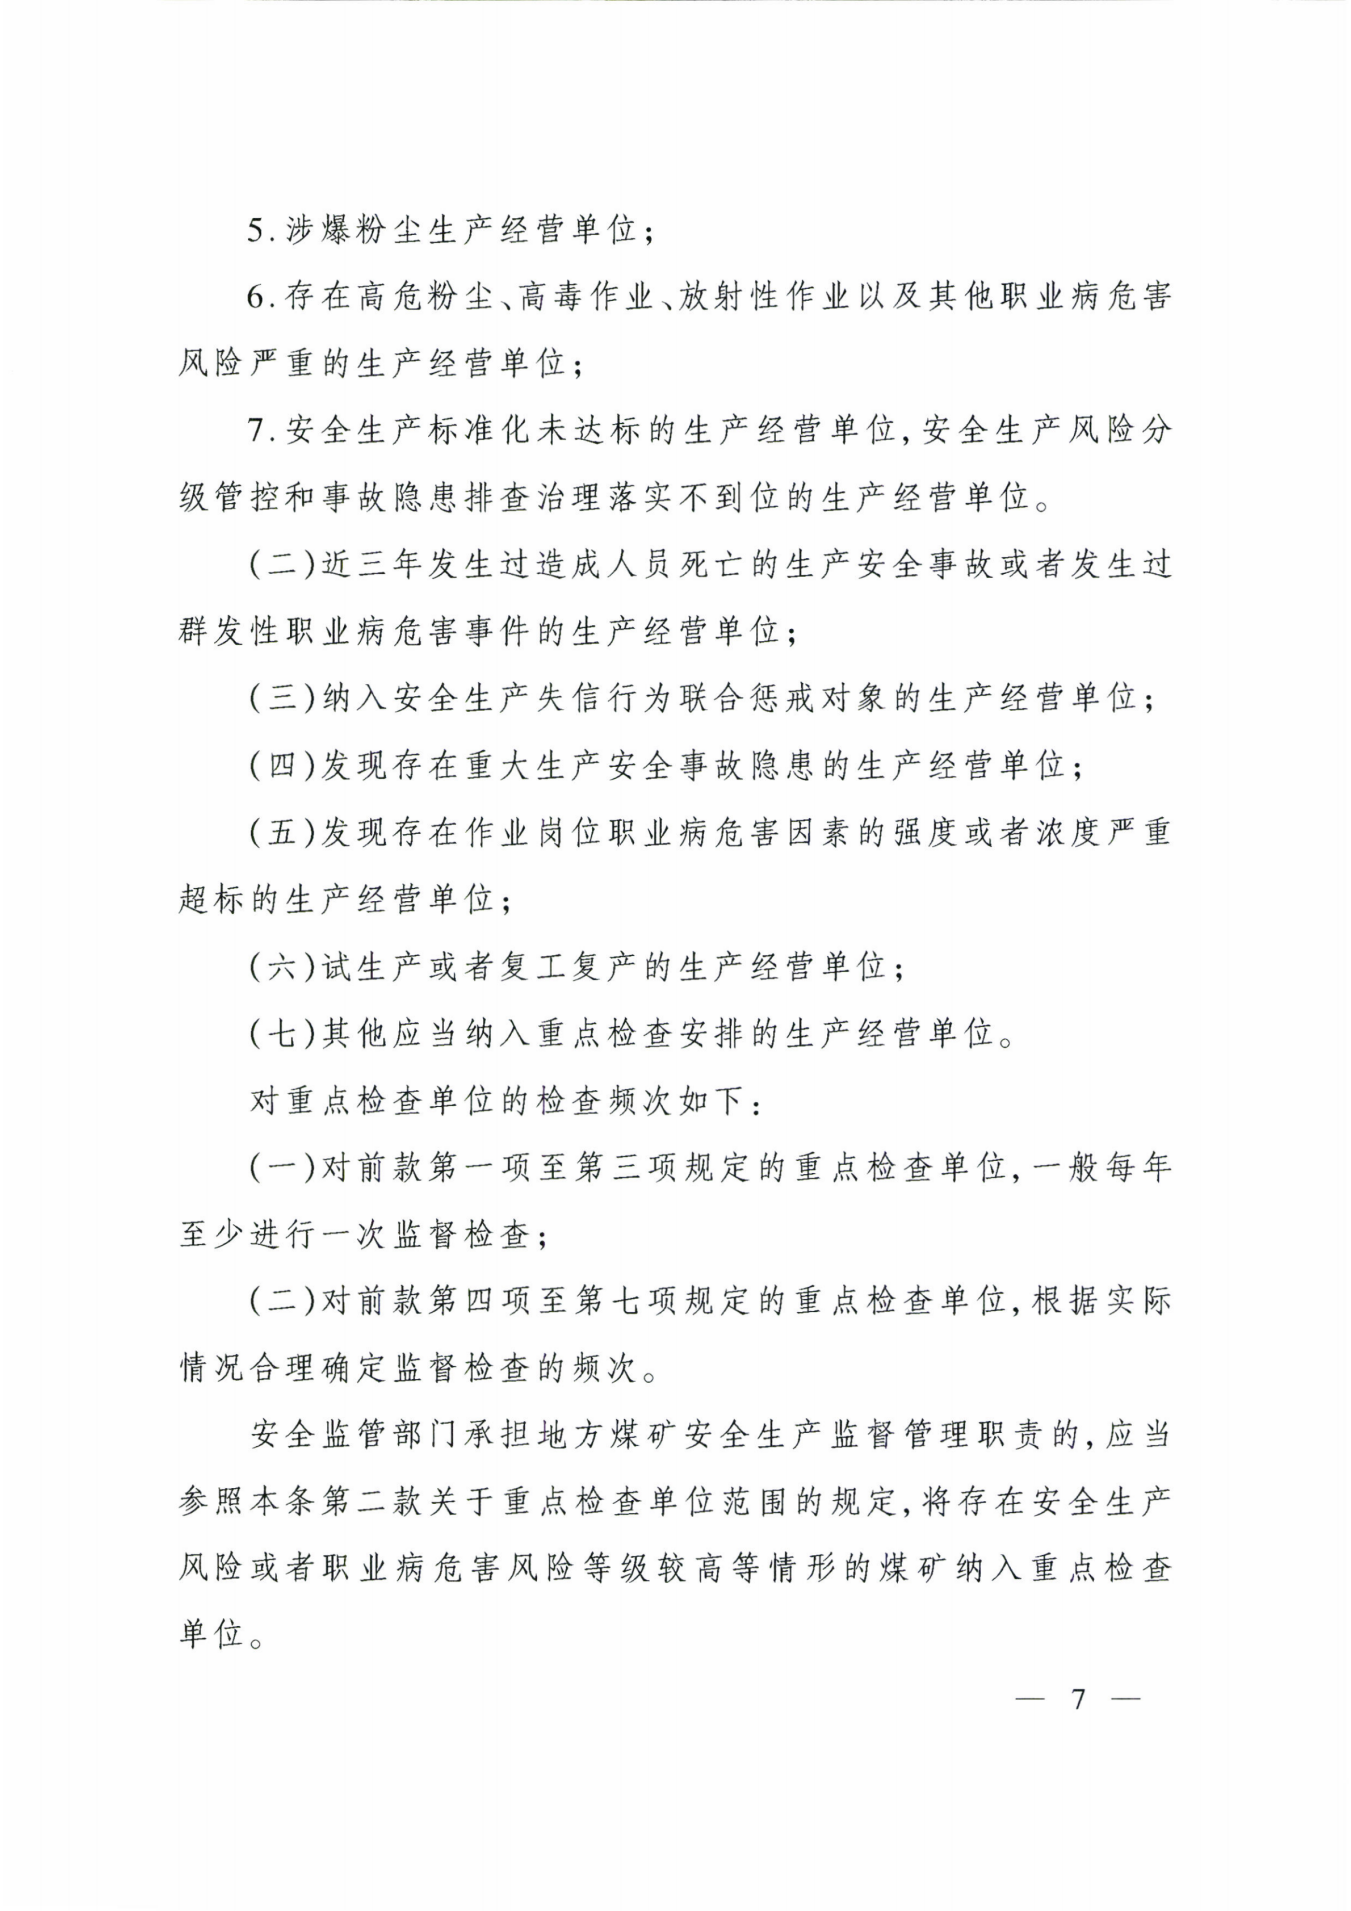 5.涉爆粉尘生产经营单位;
6.存在高危粉尘、高毒作业、放射性作业以及其他职业病危害
风险严重的生产经营单位;
7.安全生产标准化未达标的生产经营单位,安全生产风险分
级管控和事故隐患排查治理落实不到位的生产经营单位。
(二)近三年发生过造成人员死亡的生产安全事故或者发生过
群发性职业病危害事件的生产经营单位;
(三)纳入安全生产失信行为联合惩戒对象的生产经营单位;
(四)发现存在重大生产安全事故隐患的生产经营单位;
(五)发现存在作业岗位职业病危害因素的强度或者浓度严重
超标的生产经营单位;
(六)试生产或者复工复产的生产经营单位;
(七)其他应当纳入重点检查安排的生产经营单位。
对重点检查单位的检查频次如下:
(一)对前款第一项至第三项规定的重点检查单位,一般每年
至少进行一次监督检查;
(二)对前款第四项至第七项规定的重点检查单位,根据实际
情况合理确定监督检查的频次。
安全监管部门承担地方煤矿安全生产监督管理职责的,应当
参照本条第二款关于重点检查单位范围的规定,将存在安全生产
风险或者职业病危害风险等级较高等情形的煤矿纳入重点检查
单位。
— 7 —